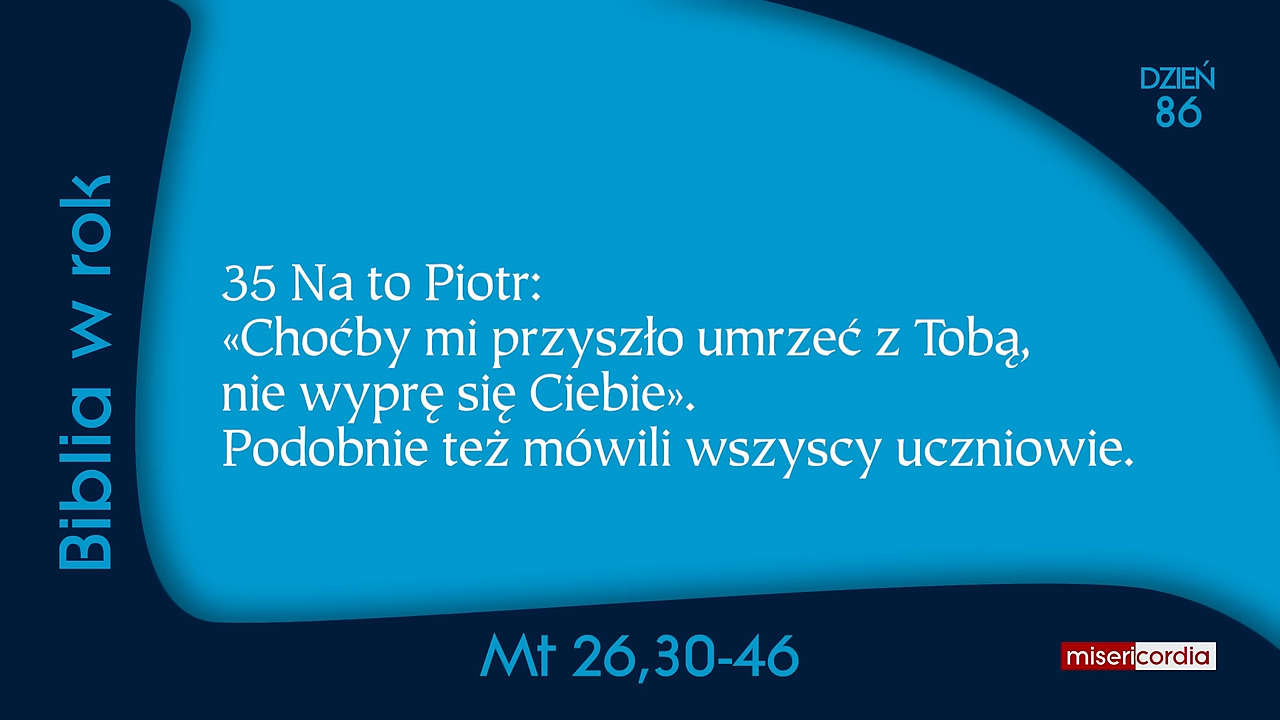 DZIEŃ
86
Biblia w rok
35 Na to Piotr:
«Choćby mi przyszło umrzeć z Tobą,
nie wyprę się Ciebie».
Podobnie też mówili wszyscy uczniowie.
Mt 26,30-46
misericordia